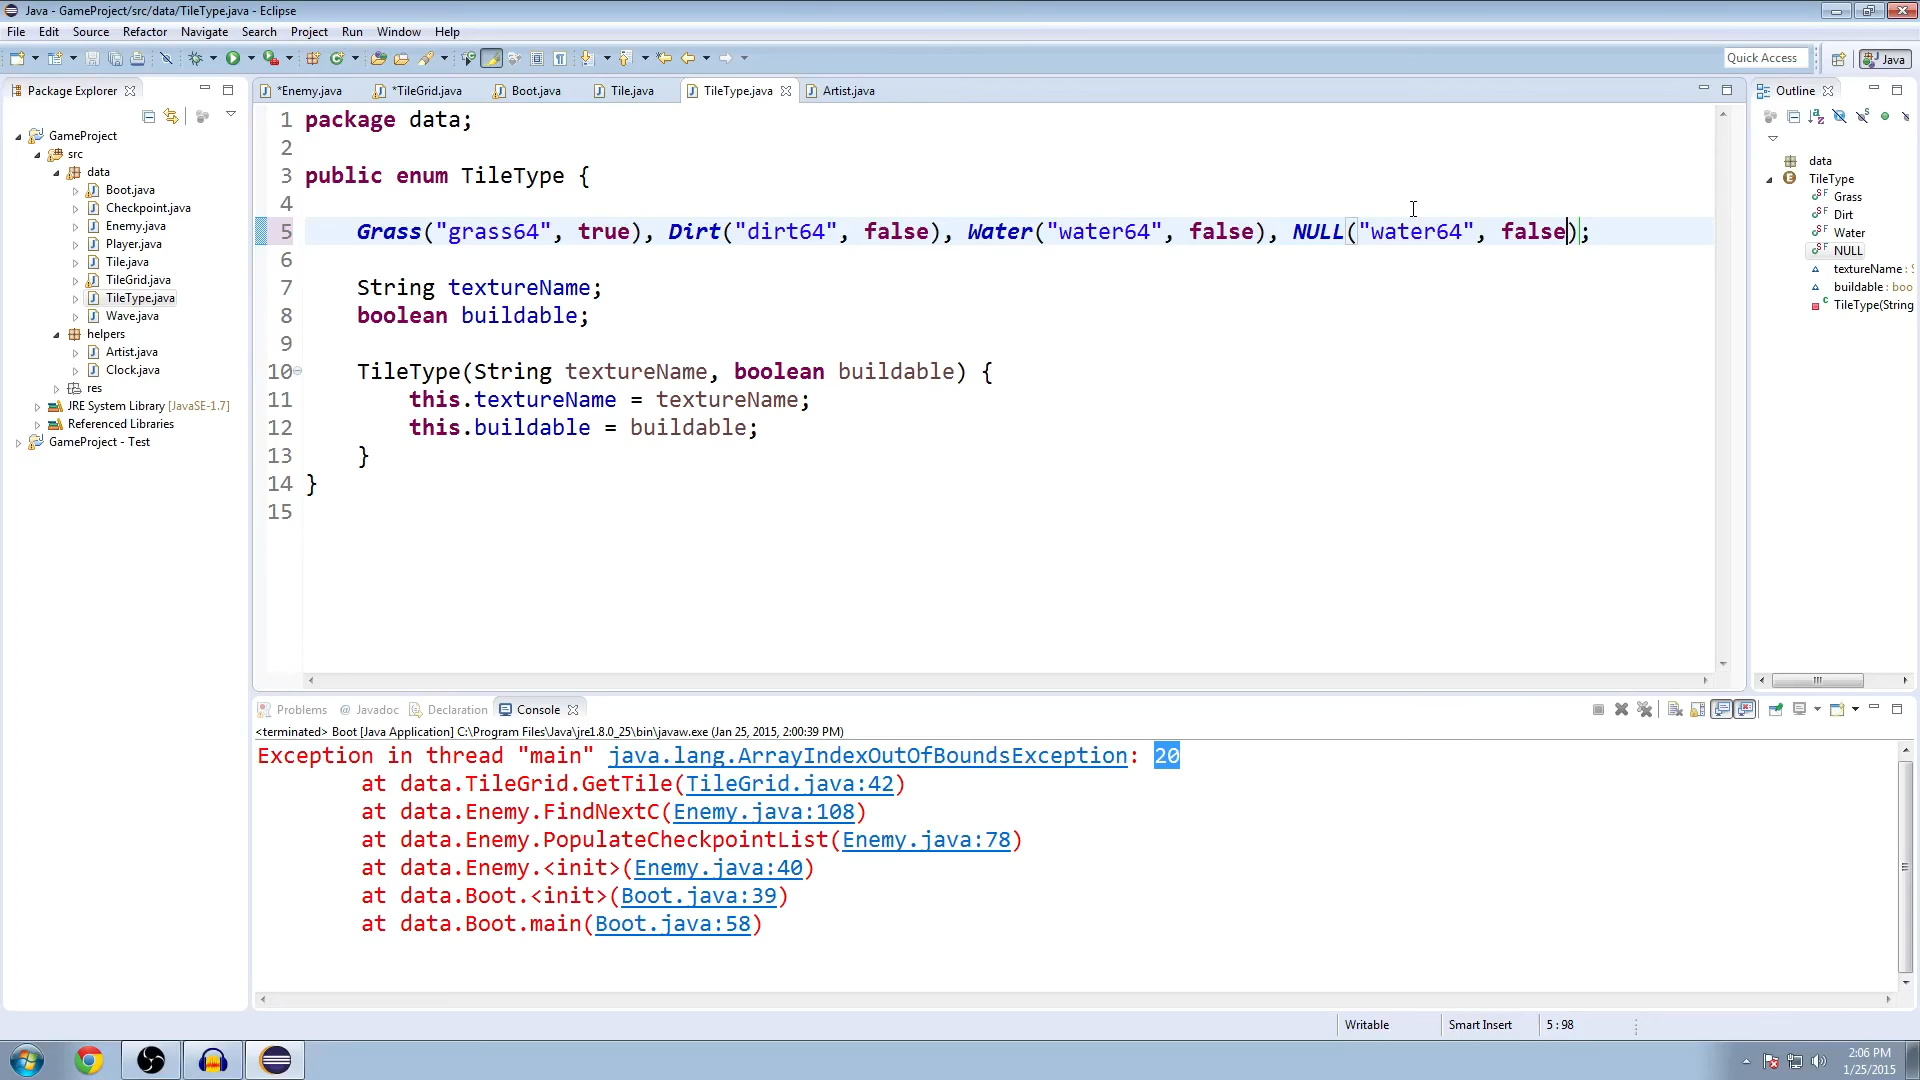 Java - GameProject/src/data/TileType.java - Eclipse
File Edit Source Refactor Navigate Search Project Run Window Help
Quick Access
Java
Package Explorer
GameProject
src
data
Boot.java
Checkpoint.java
Enemy.java
Player.java
Tile.java
TileGrid.java
TileType.java
Wave.java
helpers
Artist.java
Clock.java
res
JRE System Library [JavaSE-1.7]
Referenced Libraries
GameProject - Test
*Enemy.java *TileGrid.java Boot.java Tile.java TileType.java Artist.java
1 package data;
2
3 public enum TileType {
4
5 Grass("grass64", true), Dirt("dirt64", false), Water("water64", false), NULL("water64", false);
6
7 String textureName;
8 boolean buildable;
9
10 TileType(String textureName, boolean buildable) {
11 this.textureName = textureName;
12 this.buildable = buildable;
13 }
14 }
15
Outline
data
TileType
Grass
Dirt
Water
NULL
textureName : S
buildable : boo
TileType(String
Problems @ Javadoc Declaration Console
<terminated> Boot [Java Application] C:\Program Files\Java\jre1.8.0_25\bin\javaw.exe (Jan 25, 2015, 2:00:39 PM)
Exception in thread "main" java.lang.ArrayIndexOutOfBoundsException: 20
at data.TileGrid.GetTile(TileGrid.java:42)
at data.Enemy.FindNextC(Enemy.java:108)
at data.Enemy.PopulateCheckpointList(Enemy.java:78)
at data.Enemy.<init>(Enemy.java:40)
at data.Boot.<init>(Boot.java:39)
at data.Boot.main(Boot.java:58)
Writable Smart Insert 5 : 98
2:06 PM
1/25/2015